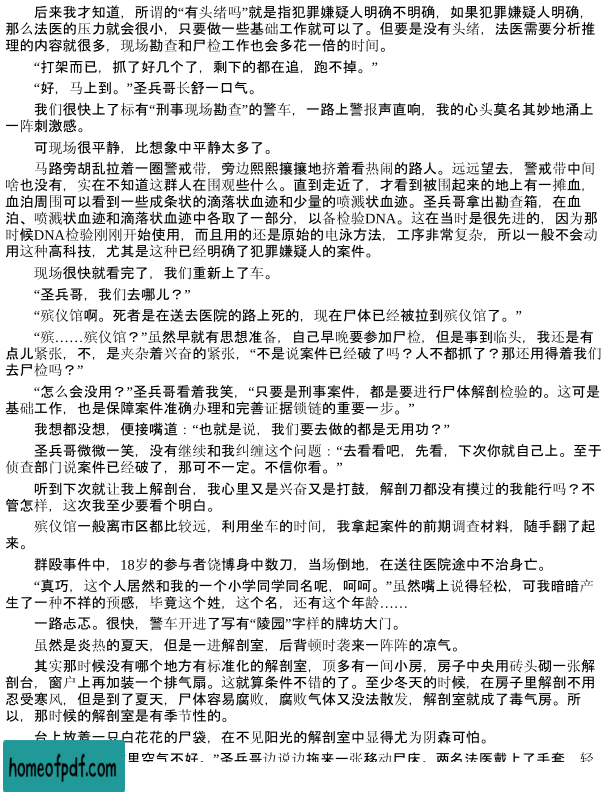 后来我才知道，所谓的“有头绪吗”就是指犯罪嫌疑人明确不明确，如果犯罪嫌疑人明确，
那么法医的压力就会很小，只要做一些基础工作就可以了。但要是没有头绪，法医需要分析推
理的内容就很多，现场勘查和尸检工作也会多花一倍的时间。
“打架而已，抓了好几个了，剩下的都在追，跑不掉。”
“好，马上到。”圣兵哥长舒一口气。
我们很快上了标有“刑事现场勘查”的警车，一路上警报声直响，我的心头莫名其妙地涌上
一阵刺激感。
可现场很平静，比想象中平静太多了。
马路旁胡乱拉着一圈警戒带，旁边熙熙攘攘地挤着看热闹的路人。远远望去，警戒带中间
啥也没有，实在不知道这群人在围观些什么。直到走近了，才看到被围起来的地上有一摊血，
血泊周围可以看到一些成条状的滴落状血迹和少量的喷溅状血迹。圣兵哥拿出勘查箱，在血
泊、喷溅状血迹和滴落状血迹中各取了一部分，以备检验DNA。这在当时是很先进的，因为那
时候DNA检验刚刚开始使用，而且用的还是原始的电泳方法，工序非常复杂，所以一般不会动
用这种高科技，尤其是这种已经明确了犯罪嫌疑人的案件。
现场很快就看完了，我们重新上了车。
“圣兵哥，我们去哪儿？”
“殡仪馆啊。死者是在送去医院的路上死的，现在尸体已经被拉到殡仪馆了。”
“殡……殡仪馆？”虽然早就有思想准备，自己早晚要参加尸检，但是事到临头，我还是有
点儿紧张，不，是夹杂着兴奋的紧张，“不是说案件已经破了吗？人不都抓了？那还用得着我们
去尸检吗？”
“怎么会没用？”圣兵哥看着我笑，“只要是刑事案件，都是要进行尸体解剖检验的。这可是
基础工作，也是保障案件准确办理和完善证据锁链的重要一步。”
我想都没想，便接嘴道：“也就是说，我们要去做的都是无用功？”
圣兵哥微微一笑，没有继续和我纠缠这个问题：“去看看吧，先看，下次你就自己上。至于
侦查部门说案件已经破了，那可不一定。不信你看。”
听到下次就让我上解剖台，我心里又是兴奋又是打鼓，解剖刀都没有摸过的我能行吗？不
管怎样，这次我至少要看个明白。
殡仪馆一般离市区都比较远，利用坐车的时间，我拿起案件的前期调查材料，随手翻了起
来。
群殴事件中，18岁的参与者饶博身中数刀，当场倒地，在送往医院途中不治身亡。
“真巧，这个人居然和我的一个小学同学同名呢，呵呵。”虽然嘴上说得轻松，可我暗暗产
生了一种不祥的预感，毕竟这个姓，这个名，还有这个年龄……
一路忐忑。很快，警车开进了写有“陵园”字样的牌坊大门。
虽然是炎热的夏天，但是一进解剖室，后背顿时袭来一阵阵的凉气。
其实那时候没有哪个地方有标准化的解剖室，顶多有一间小房，房子中央用砖头砌一张解
剖台，窗户上再加装一个排气扇。这就算条件不错的了。至少冬天的时候，在房子里解剖不用
忍受寒风，但是到了夏天，尸体容易腐败，腐败气体又没法散发，解剖室就成了毒气房。所
以，那时候的解剖室是有季节性的。
台上放着一只白花花的尸袋，在不见阳光的解剖室中显得尤为阴森可怕。
里空气不好。”圣兵哥边说边拖来一张移动尸床。两名法医戴上了手套，轻
homeofpdf.com